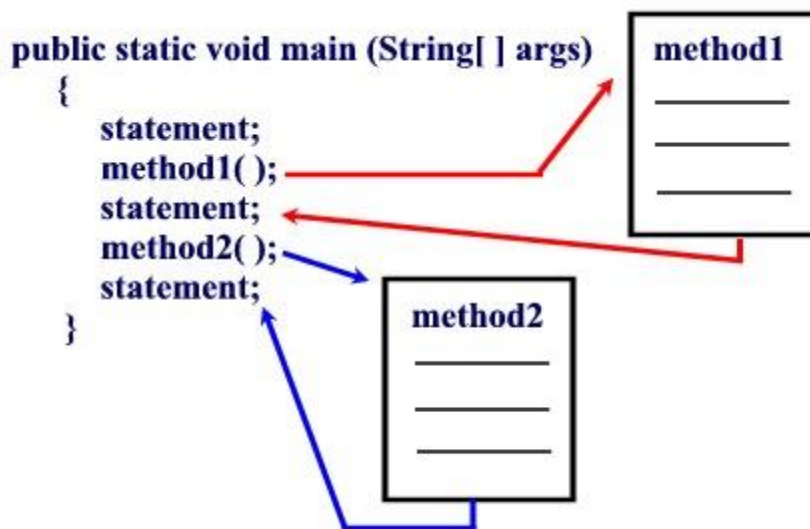 public static void main (String[ ] args)
{
statement;
method1( );
statement;
method2( );
statement;
}
method1
method2